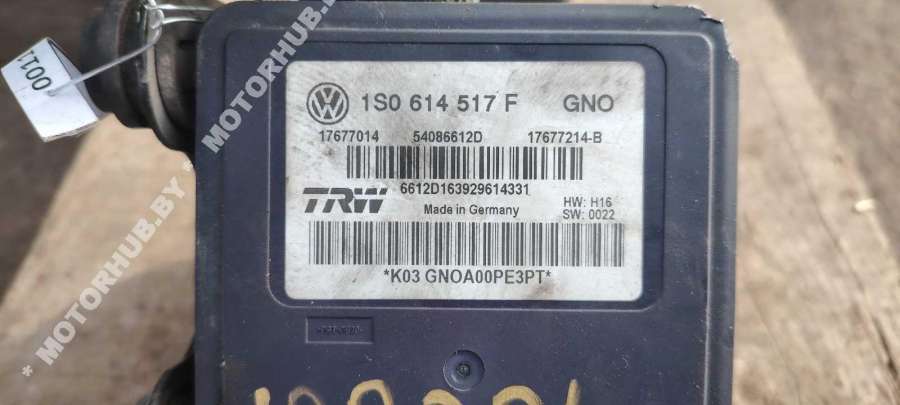 1S0 614 517 F GNO
17677014 54086612D 17677214-B
6612D163929614331
TRW Made in Germany HW: H16
SW: 0022
*K03 GNOA00PE3PT*
0011
* MOTORHUB.BY * MOTORHUB.BY